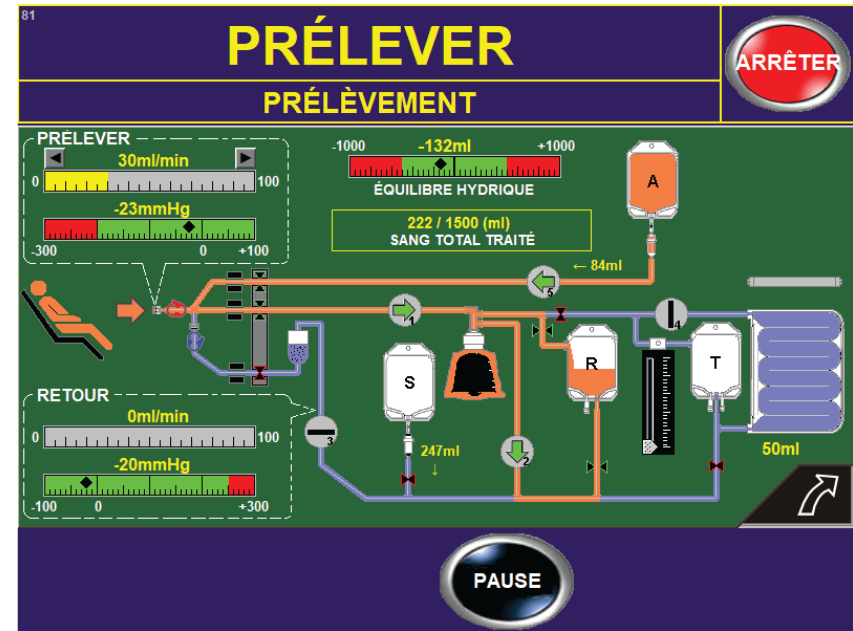 81
PRÉLEVER
PRÉLÈVEMENT
ARRÊTER
PRÉLEVER
30ml/min
0 100
-23mmHg
-300 0 +100
-1000 -132ml +1000
ÉQUILIBRE HYDRIQUE
222 / 1500 (ml)
SANG TOTAL TRAITÉ
A
← 84ml
5
1
4
S
R
T
RETOUR
0ml/min
0 100
-20mmHg
-100 0 +300
3
247ml
↓
2
50ml
PAUSE